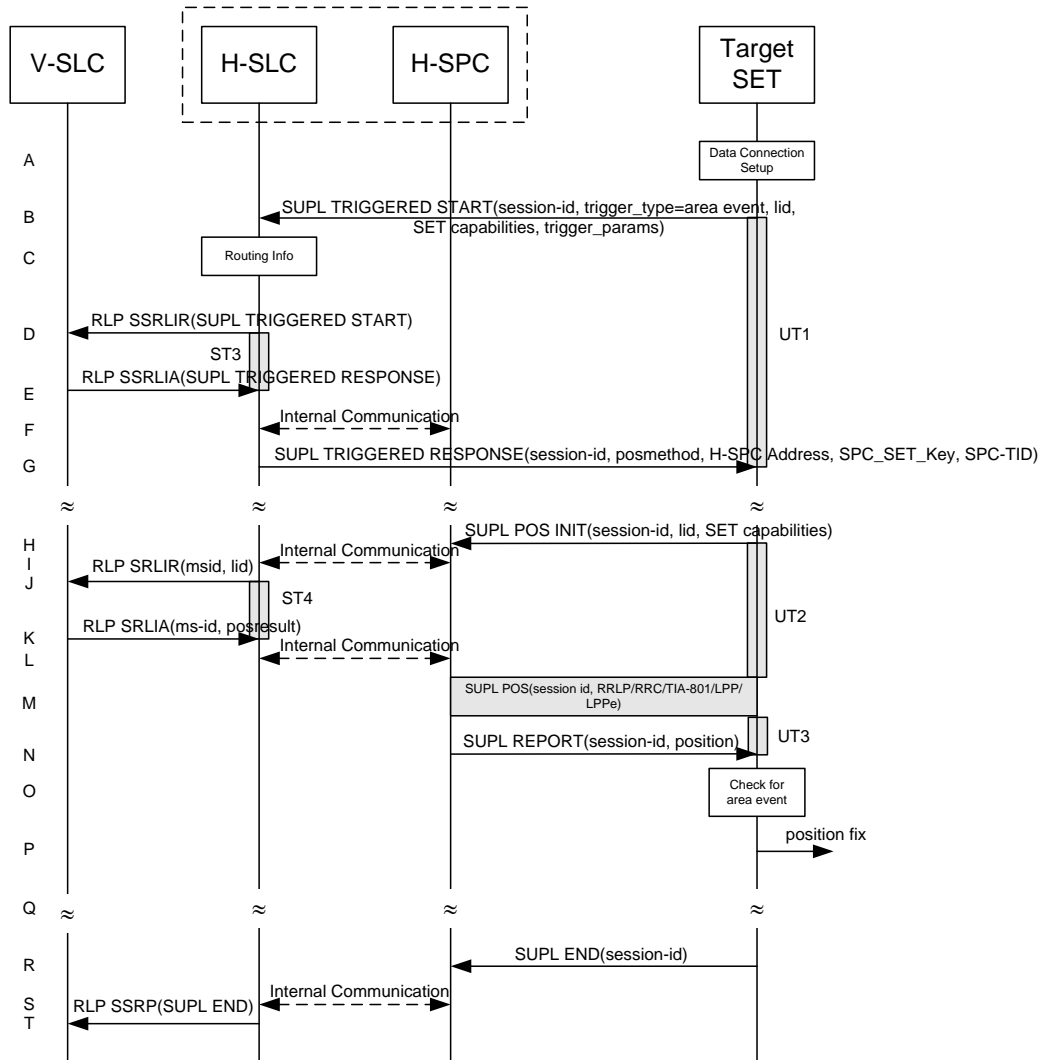 V-SLC
H-SLC
H-SPC
Target
SET
A
Data Connection
Setup
B
SUPL TRIGGERED START(session-id, trigger_type=area event, lid,
SET capabilities, trigger_params)
C
Routing Info
D
RLP SSRLIR(SUPL TRIGGERED START)
UT1
ST3
E
RLP SSRLIA(SUPL TRIGGERED RESPONSE)
F
Internal Communication
G
SUPL TRIGGERED RESPONSE(session-id, posmethod, H-SPC Address, SPC_SET_Key, SPC-TID)
≈ ≈ ≈ ≈
H
SUPL POS INIT(session-id, lid, SET capabilities)
I
Internal Communication
J
RLP SRLIR(msid, lid)
ST4
UT2
K
RLP SRLIA(ms-id, posresult)
L
Internal Communication
M
SUPL POS(session id, RRLP/RRC/TIA-801/LPP/
LPPe)
UT3
N
SUPL REPORT(session-id, position)
O
Check for
area event
P
position fix
Q
≈ ≈ ≈ ≈
R
SUPL END(session-id)
S
Internal Communication
T
RLP SSRP(SUPL END)